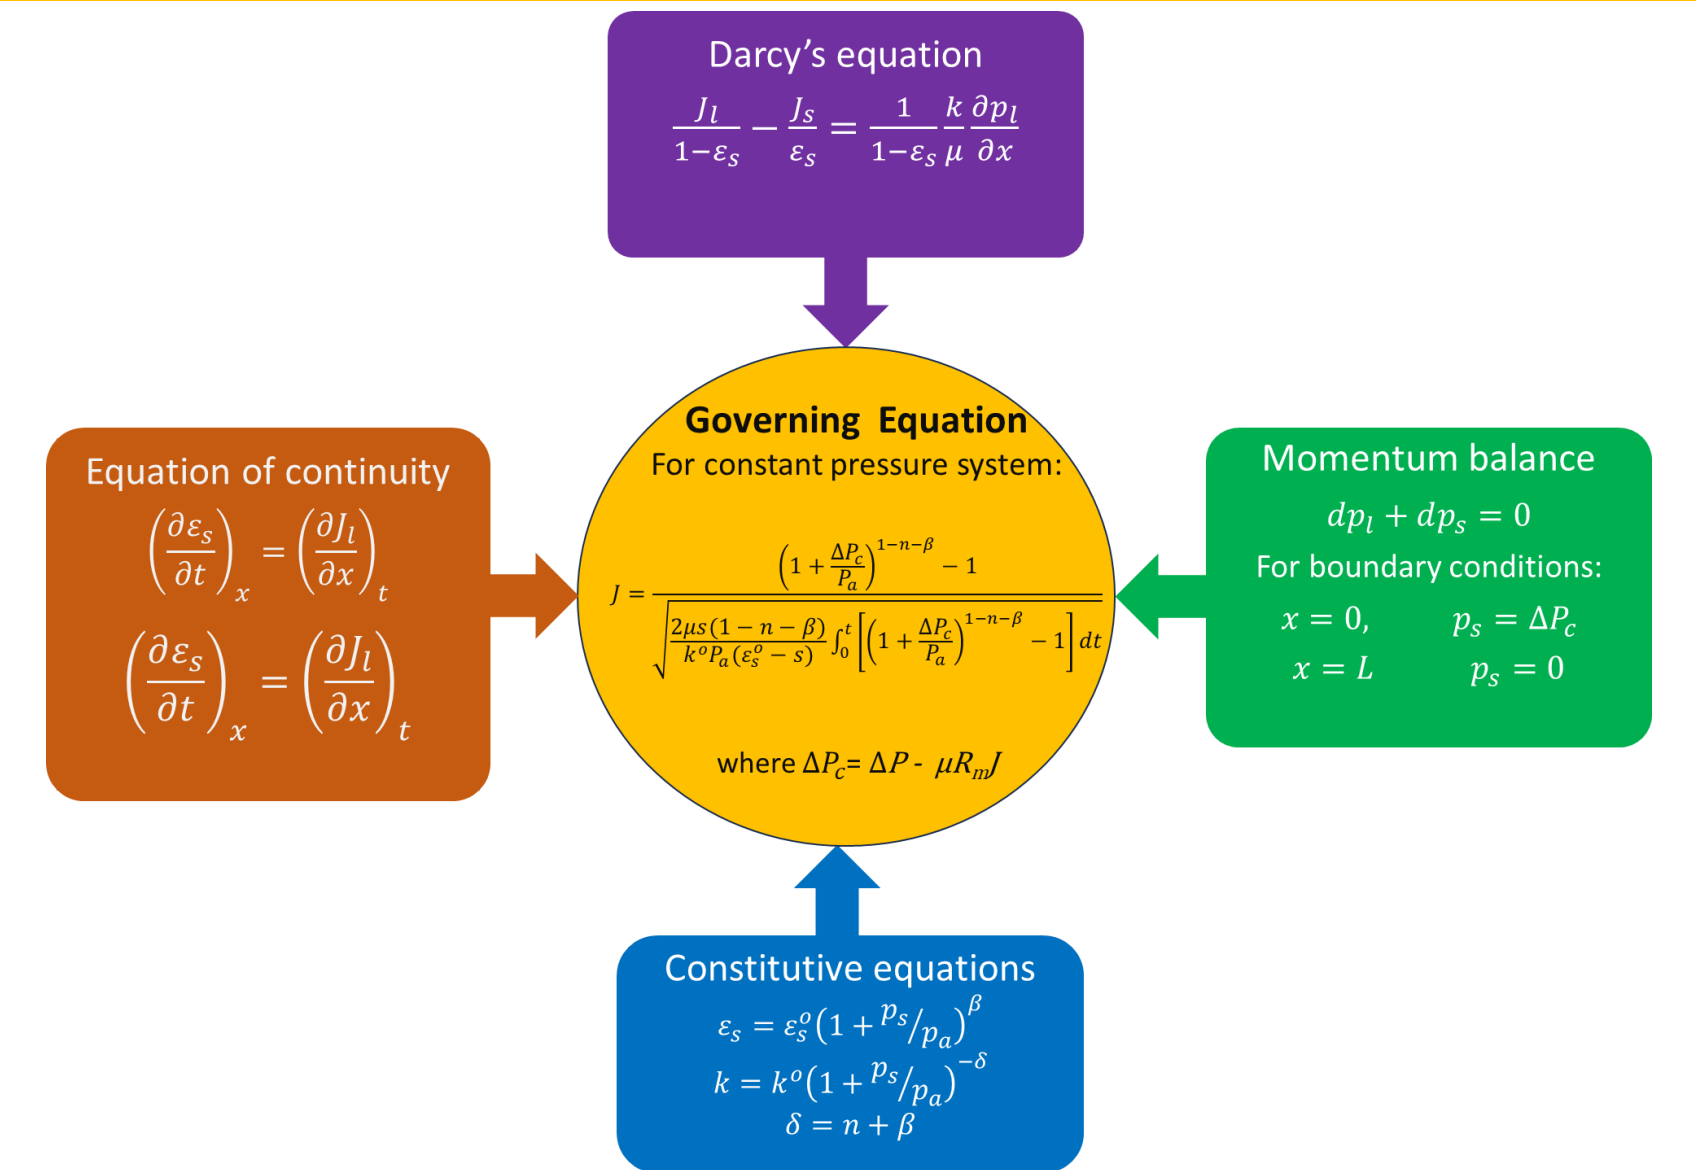 Darcy's equation
J_l/(1−ε_s) − J_s/ε_s = 1/(1−ε_s) k/μ ∂p_l/∂x
Equation of continuity
(∂ε_s/∂t)_x = (∂J_l/∂x)_t
(∂ε_s/∂t)_x = (∂J_l/∂x)_t
Governing Equation
For constant pressure system:
J = ((1 + ΔP_c/P_a)^(1−n−β) − 1) / √((2μs(1 − n − β))/(k^o P_a(ε_s^o − s)) ∫_0^t [(1 + ΔP_c/P_a)^(1−n−β) − 1] dt)
where ΔP_c= ΔP - μR_mJ
Momentum balance
dp_l + dp_s = 0
For boundary conditions:
x = 0, p_s = ΔP_c
x = L p_s = 0
Constitutive equations
ε_s = ε_s^o(1 + p_s/p_a)^β
k = k^o(1 + p_s/p_a)^−δ
δ = n + β